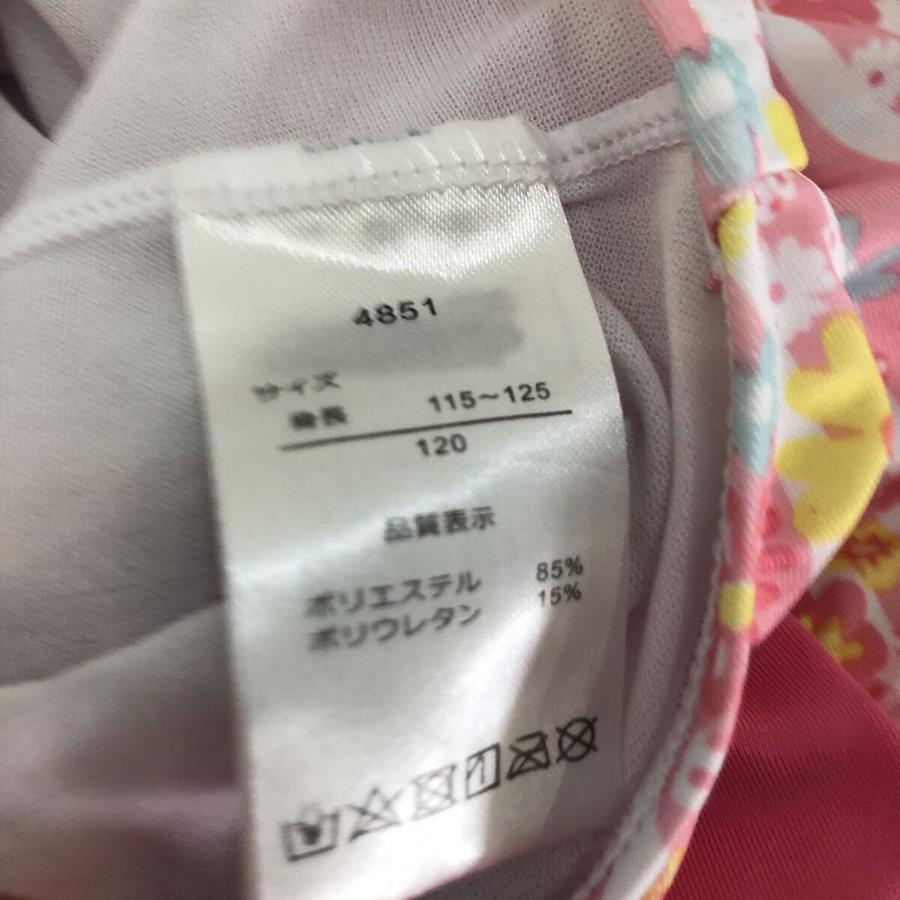 4851
サイズ
身長 115～125
120
品質表示
ポリエステル 85%
ポリウレタン 15%